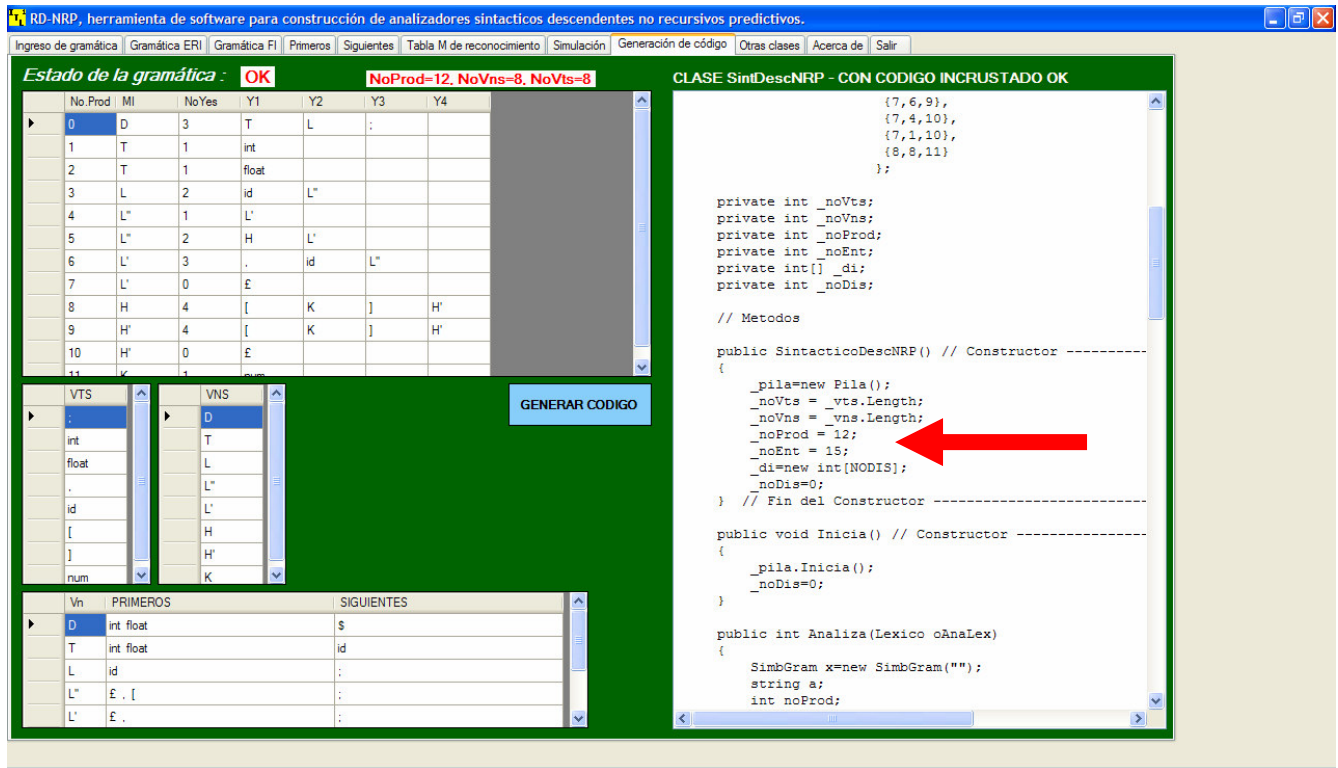 RD-NRP, herramienta de software para construcción de analizadores sintacticos descendentes no recursivos predictivos.
Ingreso de gramática Gramática ERI Gramática FI Primeros Siguientes Tabla M de reconocimiento Simulación Generación de código Otras clases Acerca de Salir
Estado de la gramática : OK NoProd=12, NoVns=8, NoVts=8
No.Prod MI NoYes Y1 Y2 Y3 Y4
0 D 3 T L ;
1 T 1 int
2 T 1 float
3 L 2 id L"
4 L" 1 L'
5 L" 2 H L'
6 L' 3 , id L"
7 L' 0 £
8 H 4 [ K ] H'
9 H' 4 [ K ] H'
10 H' 0 £
11 K 1 num
VTS
;
int
float
,
id
[
]
num
VNS
D
T
L
L"
L'
H
H'
K
GENERAR CODIGO
Vn PRIMEROS SIGUIENTES
D int float $
T int float id
L id ;
L" £ , [ ;
L' £ , ;
CLASE SintDescNRP - CON CODIGO INCRUSTADO OK
{7,6,9},
{7,4,10},
{7,1,10},
{8,8,11}
};
private int _noVts;
private int _noVns;
private int _noProd;
private int _noEnt;
private int[] _di;
private int _noDis;
// Metodos
public SintacticoDescNRP() // Constructor ----------
{
_pila=new Pila();
_noVts = _vts.Length;
_noVns = _vns.Length;
_noProd = 12;
_noEnt = 15;
_di=new int[NODIS];
_noDis=0;
} // Fin del Constructor --------------------------
public void Inicia() // Constructor ----------------
{
_pila.Inicia();
_noDis=0;
}
public int Analiza(Lexico oAnaLex)
{
SimbGram x=new SimbGram("");
string a;
int noProd;